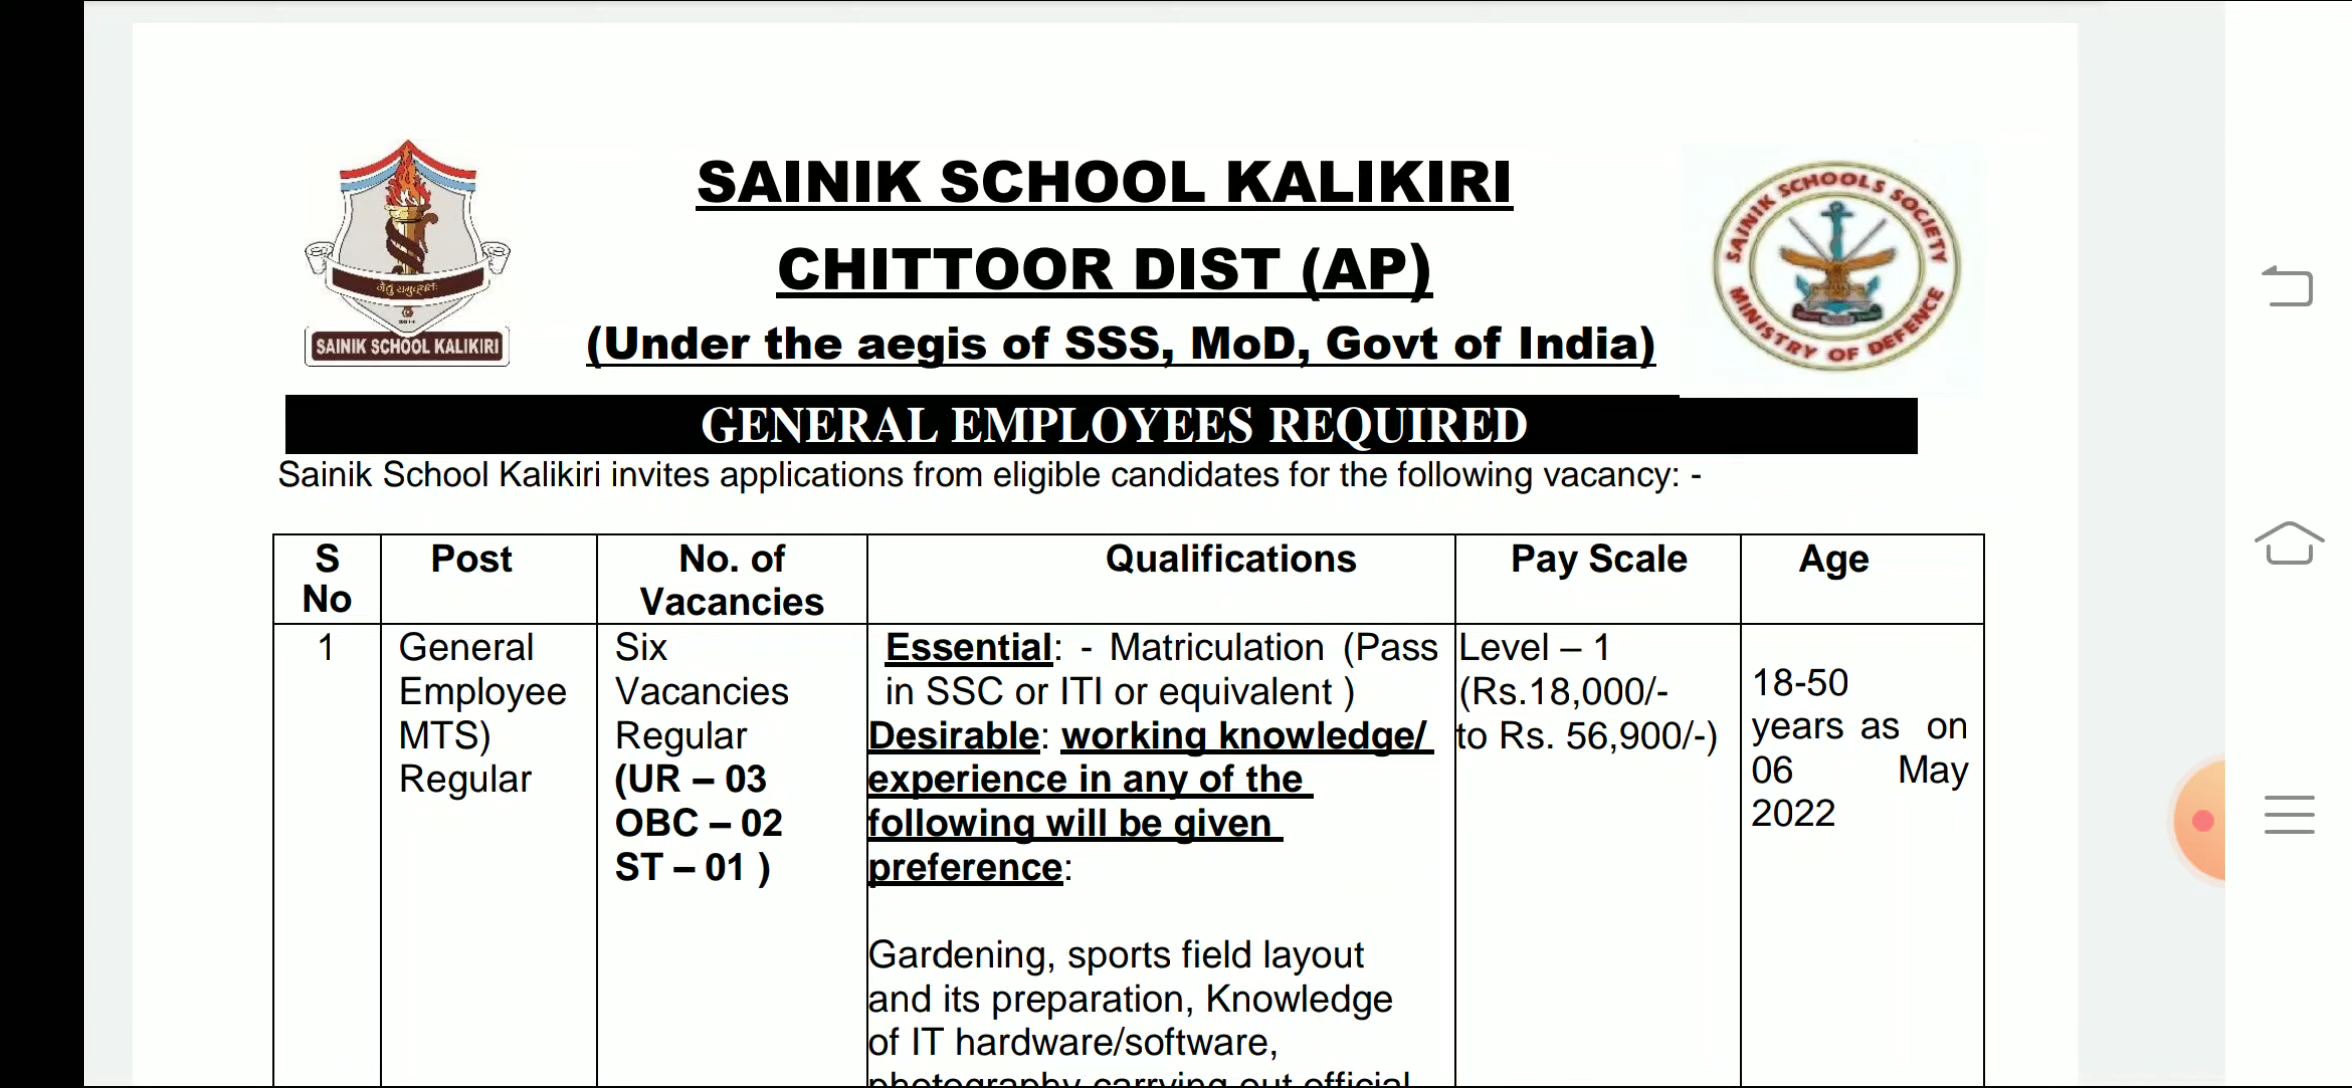 SAINIK SCHOOL KALIKIRI
CHITTOOR DIST (AP)
(Under the aegis of SSS, MoD, Govt of India)
SAINIK SCHOOL KALIKIRI
SAINIK SCHOOLS SOCIETY
MINISTRY OF DEFENCE
GENERAL EMPLOYEES REQUIRED
Sainik School Kalikiri invites applications from eligible candidates for the following vacancy: -
S
No
Post
No. of
Vacancies
Qualifications
Pay Scale
Age
1
General
Employee
MTS)
Regular
Six
Vacancies
Regular
(UR – 03
OBC – 02
ST – 01 )
Essential: - Matriculation (Pass
in SSC or ITI or equivalent )
Desirable: working knowledge/
experience in any of the
following will be given
preference:
Gardening, sports field layout
and its preparation, Knowledge
of IT hardware/software,
photography carrying out official
Level – 1
(Rs.18,000/-
to Rs. 56,900/-)
18-50
years as on
06 May
2022